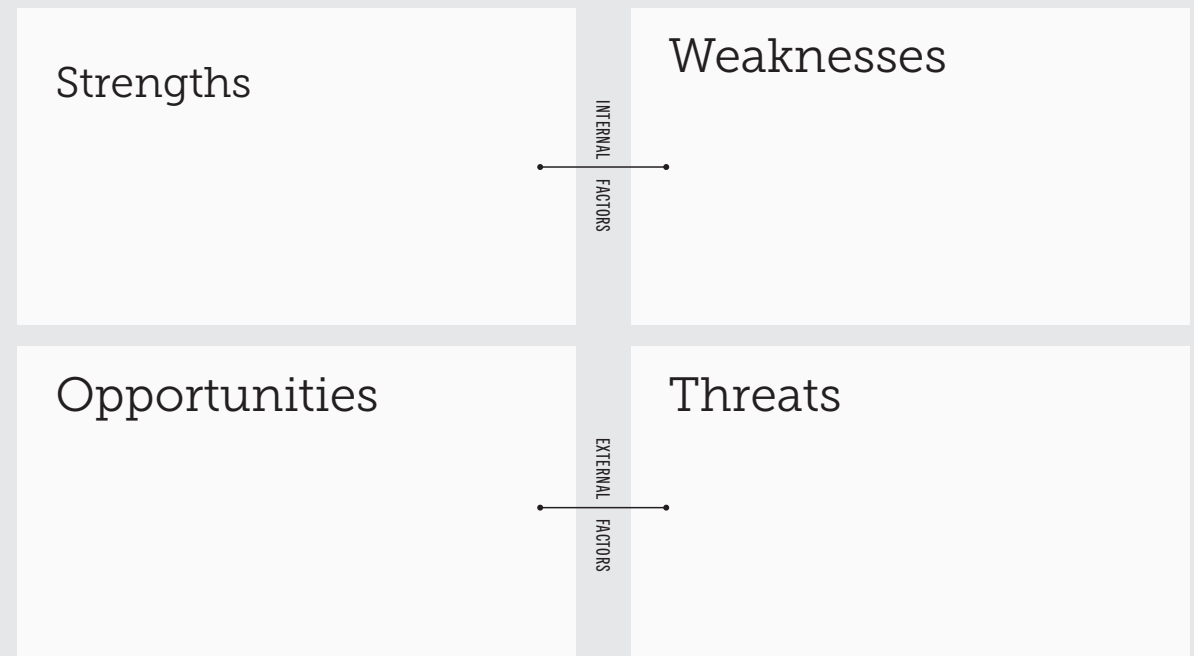 Strengths
Weaknesses
INTERNAL FACTORS
Opportunities
Threats
EXTERNAL FACTORS